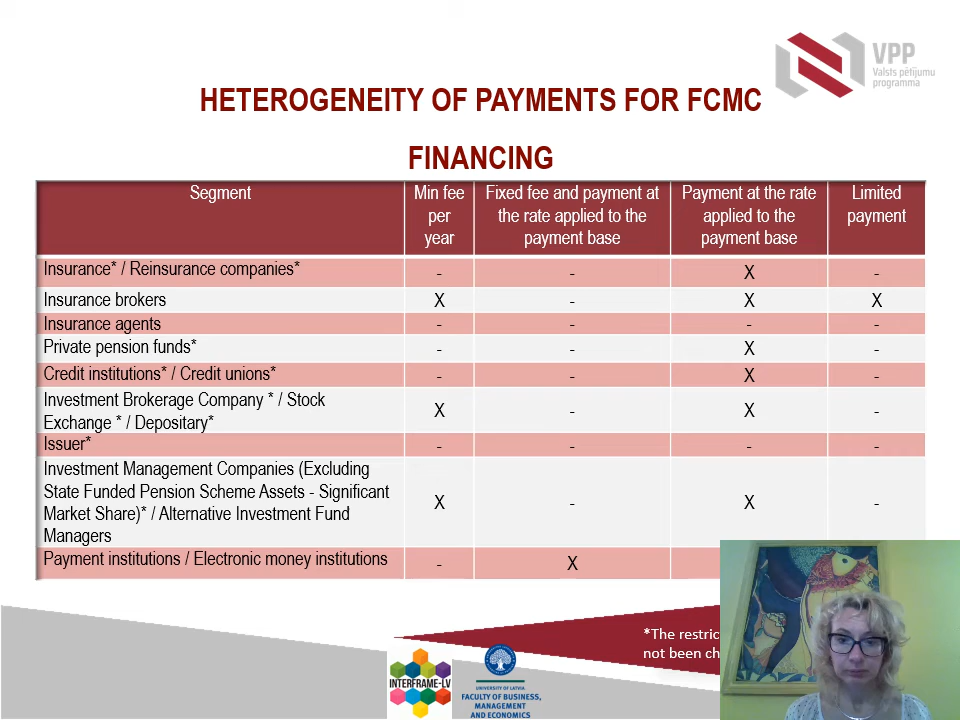 VPP
Valsts pētījumu
programma
HETEROGENEITY OF PAYMENTS FOR FCMC
FINANCING
Segment
Min fee
per
year
Fixed fee and payment at
the rate applied to the
payment base
Payment at the rate
applied to the
payment base
Limited
payment
Insurance* / Reinsurance companies*
- - X -
Insurance brokers
X - X X
Insurance agents
- - - -
Private pension funds*
- - X -
Credit institutions* / Credit unions*
- - X -
Investment Brokerage Company * / Stock
Exchange * / Depositary*
X - X -
Issuer*
- - - -
Investment Management Companies (Excluding
State Funded Pension Scheme Assets - Significant
Market Share)* / Alternative Investment Fund
Managers
X - X -
Payment institutions / Electronic money institutions
- X
*The
not been
INTERFRAME-LV
UNIVERSITY OF LATVIA
FACULTY OF BUSINESS,
MANAGEMENT
AND ECONOMICS